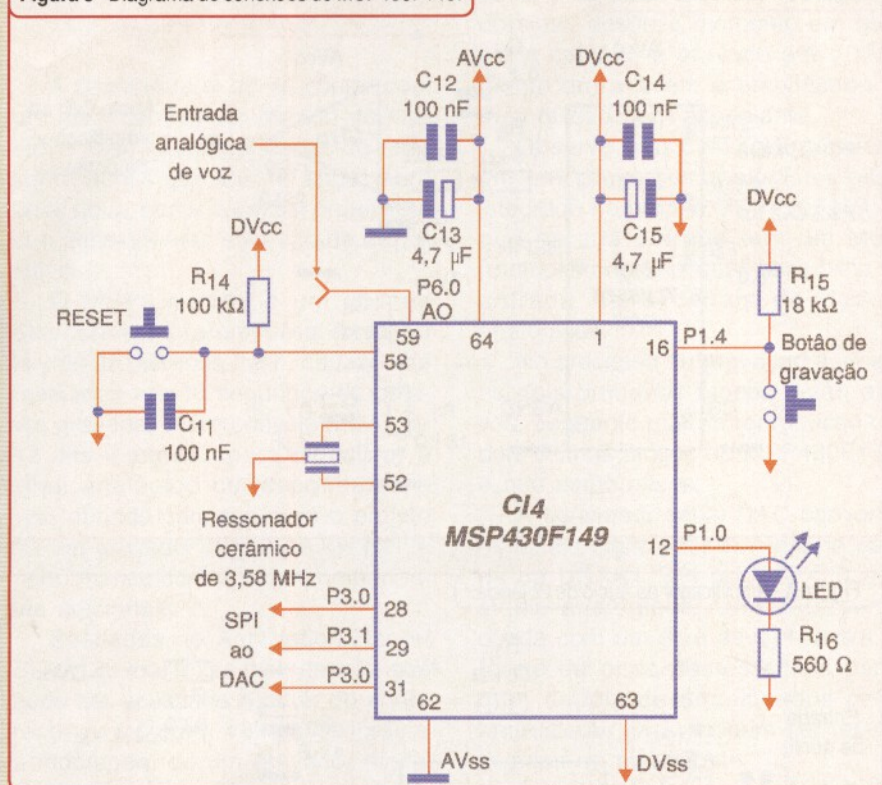 AVcc
DVcc
C12
100 nF
C14
100 nF
Entrada
analógica
de voz
DVcc
DVcc
C13
4,7 µF
C15
4,7 µF
R14
100 kΩ
P6.0
AO
R15
18 kΩ
RESET
59
64
1
16
P1.4
58
Botâo de
gravação
C11
100 nF
53
52
CI4
MSP430F149
Ressonador
cerâmico
de 3,58 MHz
12
P1.0
LED
P3.0
28
SPI
ao
DAC
P3.1
29
P3.0
31
R16
560 Ω
62
63
AVss
DVss